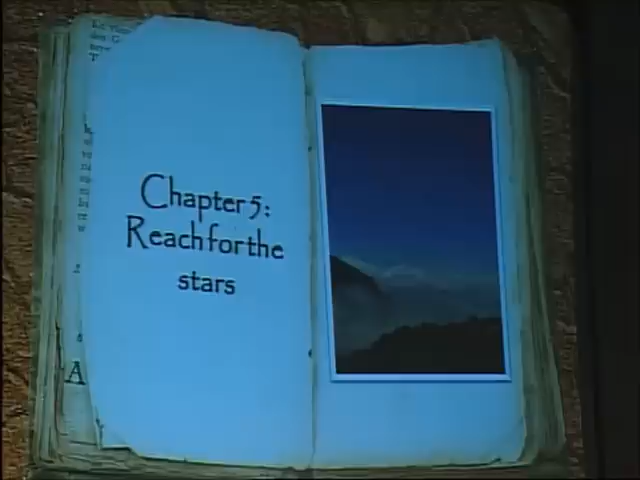 Chapter 5:
Reach for the
stars
A